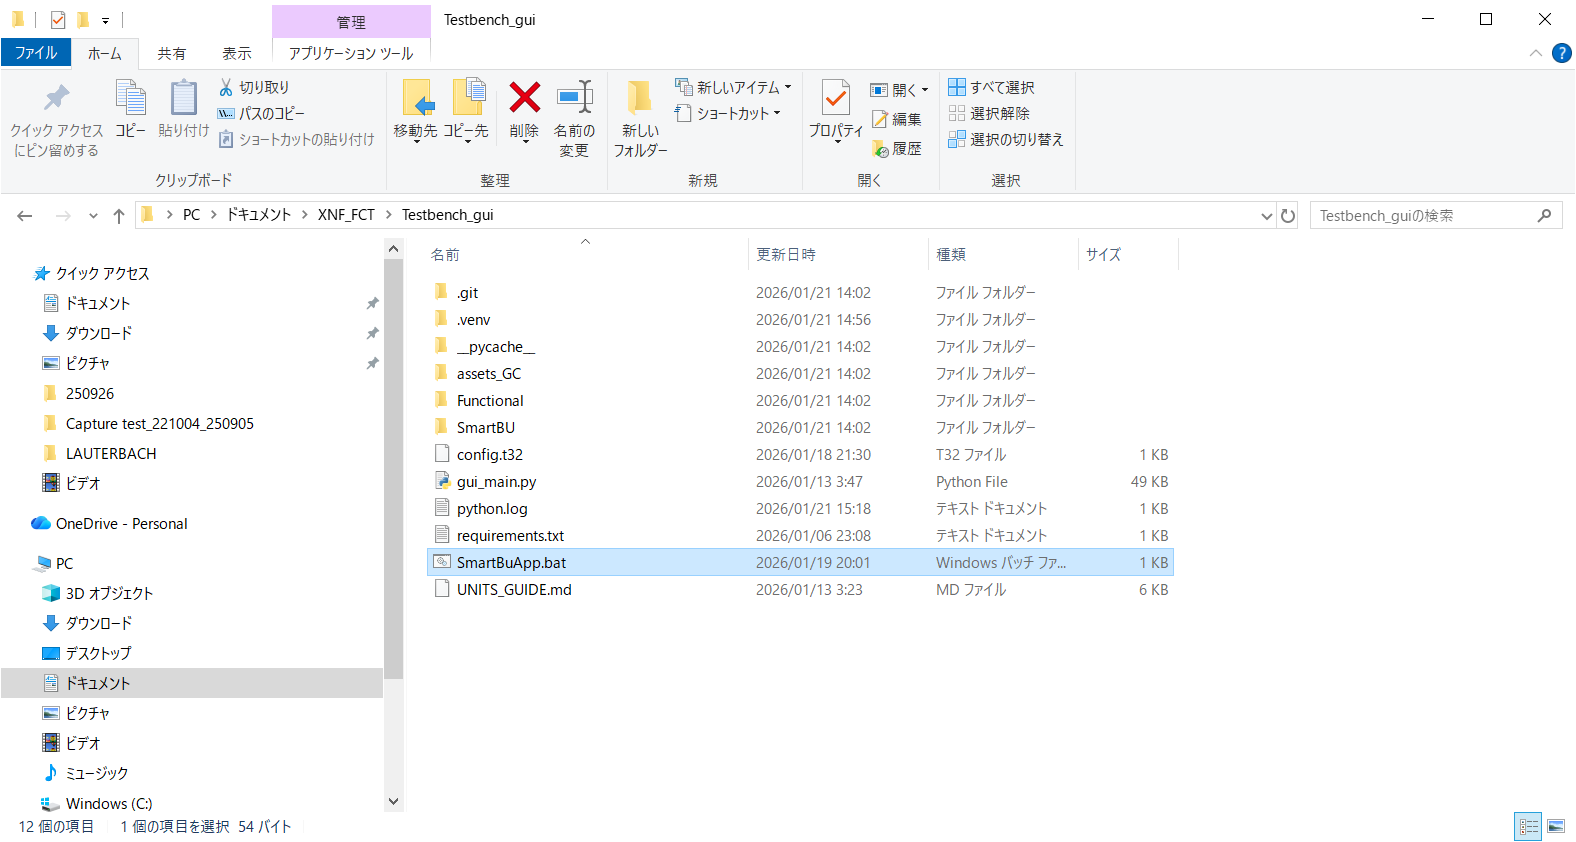 管理
Testbench_gui
ファイル
ホーム
共有
表示
アプリケーション ツール
クイック アクセス
にピン留めする
コピー
貼り付け
切り取り
パスのコピー
ショートカットの貼り付け
クリップボード
移動先
コピー先
削除
名前の
変更
整理
新しい
フォルダー
新しいアイテム
ショートカット
新規
プロパティ
開く
編集
履歴
開く
すべて選択
選択解除
選択の切り替え
選択
PC
ドキュメント
XNF_FCT
Testbench_gui
Testbench_guiの検索
クイック アクセス
ドキュメント
ダウンロード
ピクチャ
250926
Capture test_221004_250905
LAUTERBACH
ビデオ
OneDrive - Personal
PC
3D オブジェクト
ダウンロード
デスクトップ
ドキュメント
ピクチャ
ビデオ
ミュージック
Windows (C:)
名前 更新日時 種類 サイズ
.git 2026/01/21 14:02 ファイル フォルダー
.venv 2026/01/21 14:56 ファイル フォルダー
__pycache__ 2026/01/21 14:02 ファイル フォルダー
assets_GC 2026/01/21 14:02 ファイル フォルダー
Functional 2026/01/21 14:02 ファイル フォルダー
SmartBU 2026/01/21 14:02 ファイル フォルダー
config.t32 2026/01/18 21:30 T32 ファイル 1 KB
gui_main.py 2026/01/13 3:47 Python File 49 KB
python.log 2026/01/21 15:18 テキスト ドキュメント 1 KB
requirements.txt 2026/01/06 23:08 テキスト ドキュメント 1 KB
SmartBuApp.bat 2026/01/19 20:01 Windows バッチ ファ... 1 KB
UNITS_GUIDE.md 2026/01/13 3:23 MD ファイル 6 KB
12 個の項目 1 個の項目を選択 54 バイト